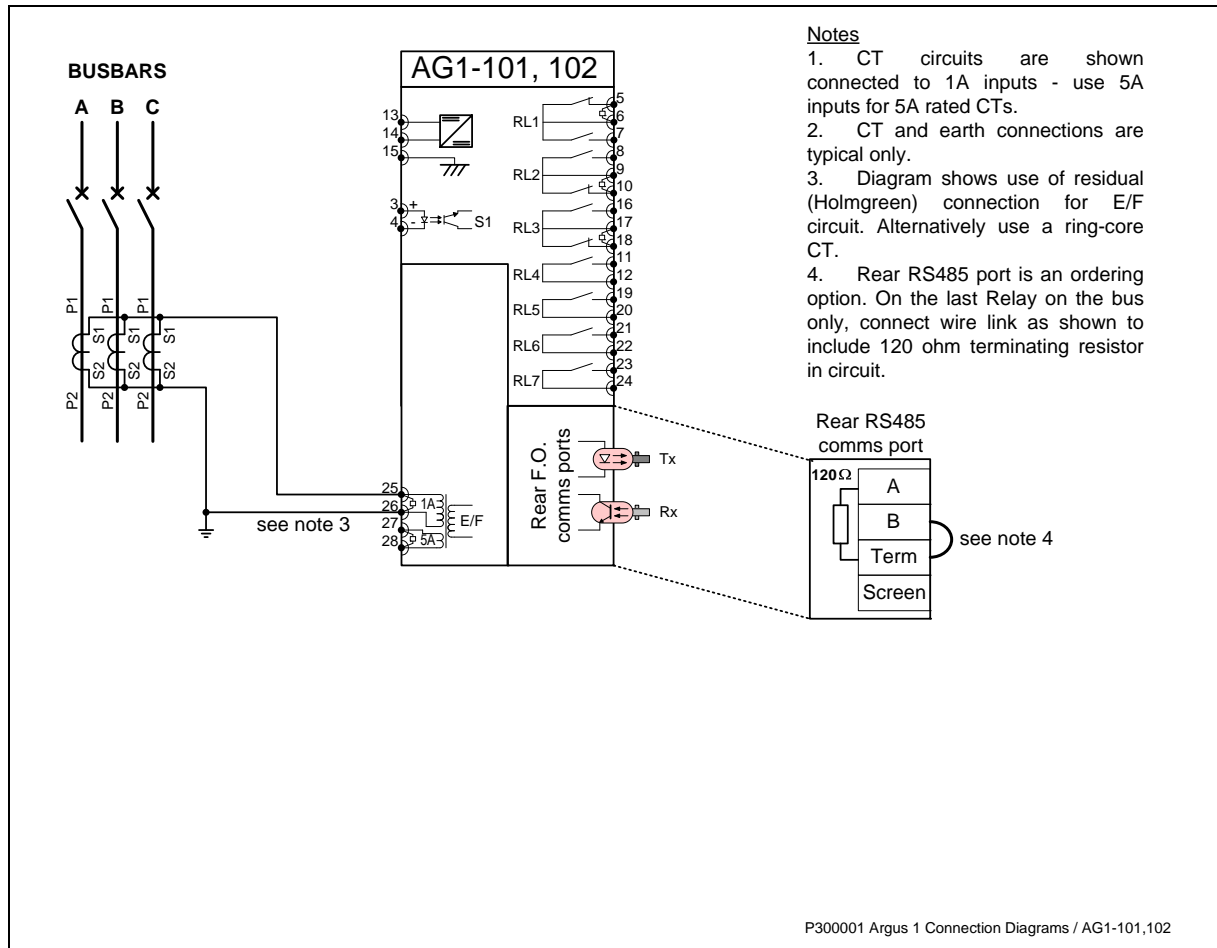 BUSBARS
A B C
P1 P1 P1
S1 S1 S1
S2 S2 S2
P2 P2 P2
see note 3
AG1-101, 102
13
14
15
3 +
4 -
S1
25
26
27
28
1A
5A
E/F
RL1
5
6
7
RL2
8
9
10
RL3
16
17
18
RL4
11
12
RL5
19
20
RL6
21
22
RL7
23
24
Rear F.O.
comms ports
Tx
Rx
Notes
1. CT circuits are shown
connected to 1A inputs - use 5A
inputs for 5A rated CTs.
2. CT and earth connections are
typical only.
3. Diagram shows use of residual
(Holmgreen) connection for E/F
circuit. Alternatively use a ring-core
CT.
4. Rear RS485 port is an ordering
option. On the last Relay on the bus
only, connect wire link as shown to
include 120 ohm terminating resistor
in circuit.
Rear RS485
comms port
120Ω
A
B
Term
Screen
see note 4
P300001 Argus 1 Connection Diagrams / AG1-101,102